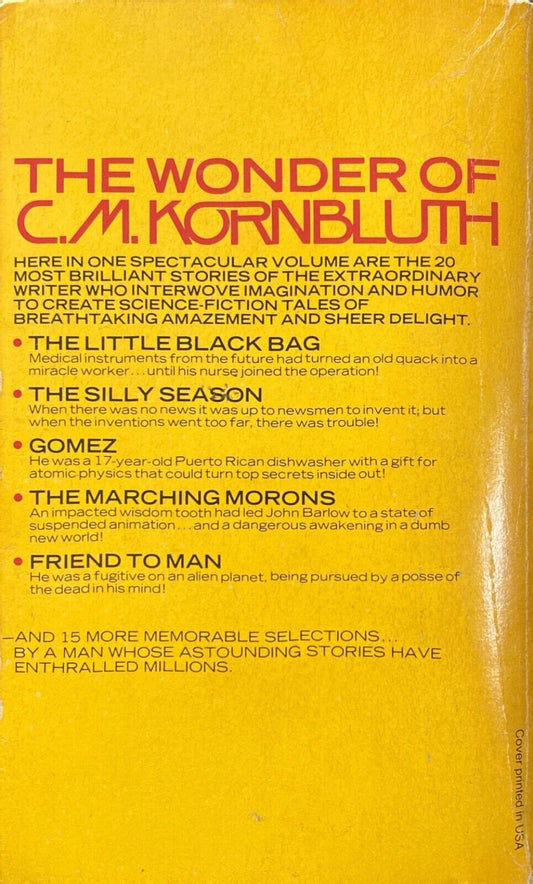 THE WONDER OF
C.M. KORNBLUTH
HERE IN ONE SPECTACULAR VOLUME ARE THE 20
MOST BRILLIANT STORIES OF THE EXTRAORDINARY
WRITER WHO INTERWOVE IMAGINATION AND HUMOR
TO CREATE SCIENCE-FICTION TALES OF
BREATHTAKING AMAZEMENT AND SHEER DELIGHT.
• THE LITTLE BLACK BAG
Medical instruments from the future had turned an old quack into a
miracle worker...until his nurse joined the operation!
• THE SILLY SEASON
When there was no news it was up to newsmen to invent it; but
when the inventions went too far, there was trouble!
• GOMEZ
He was a 17-year-old Puerto Rican dishwasher with a gift for
atomic physics that could turn top secrets inside out!
• THE MARCHING MORONS
An impacted wisdom tooth had led John Barlow to a state of
suspended animation...and a dangerous awakening in a dumb
new world!
• FRIEND TO MAN
He was a fugitive on an alien planet, being pursued by a posse of
the dead in his mind!
—AND 15 MORE MEMORABLE SELECTIONS...
BY A MAN WHOSE ASTOUNDING STORIES HAVE
ENTHRALLED MILLIONS.
Cover printed in USA